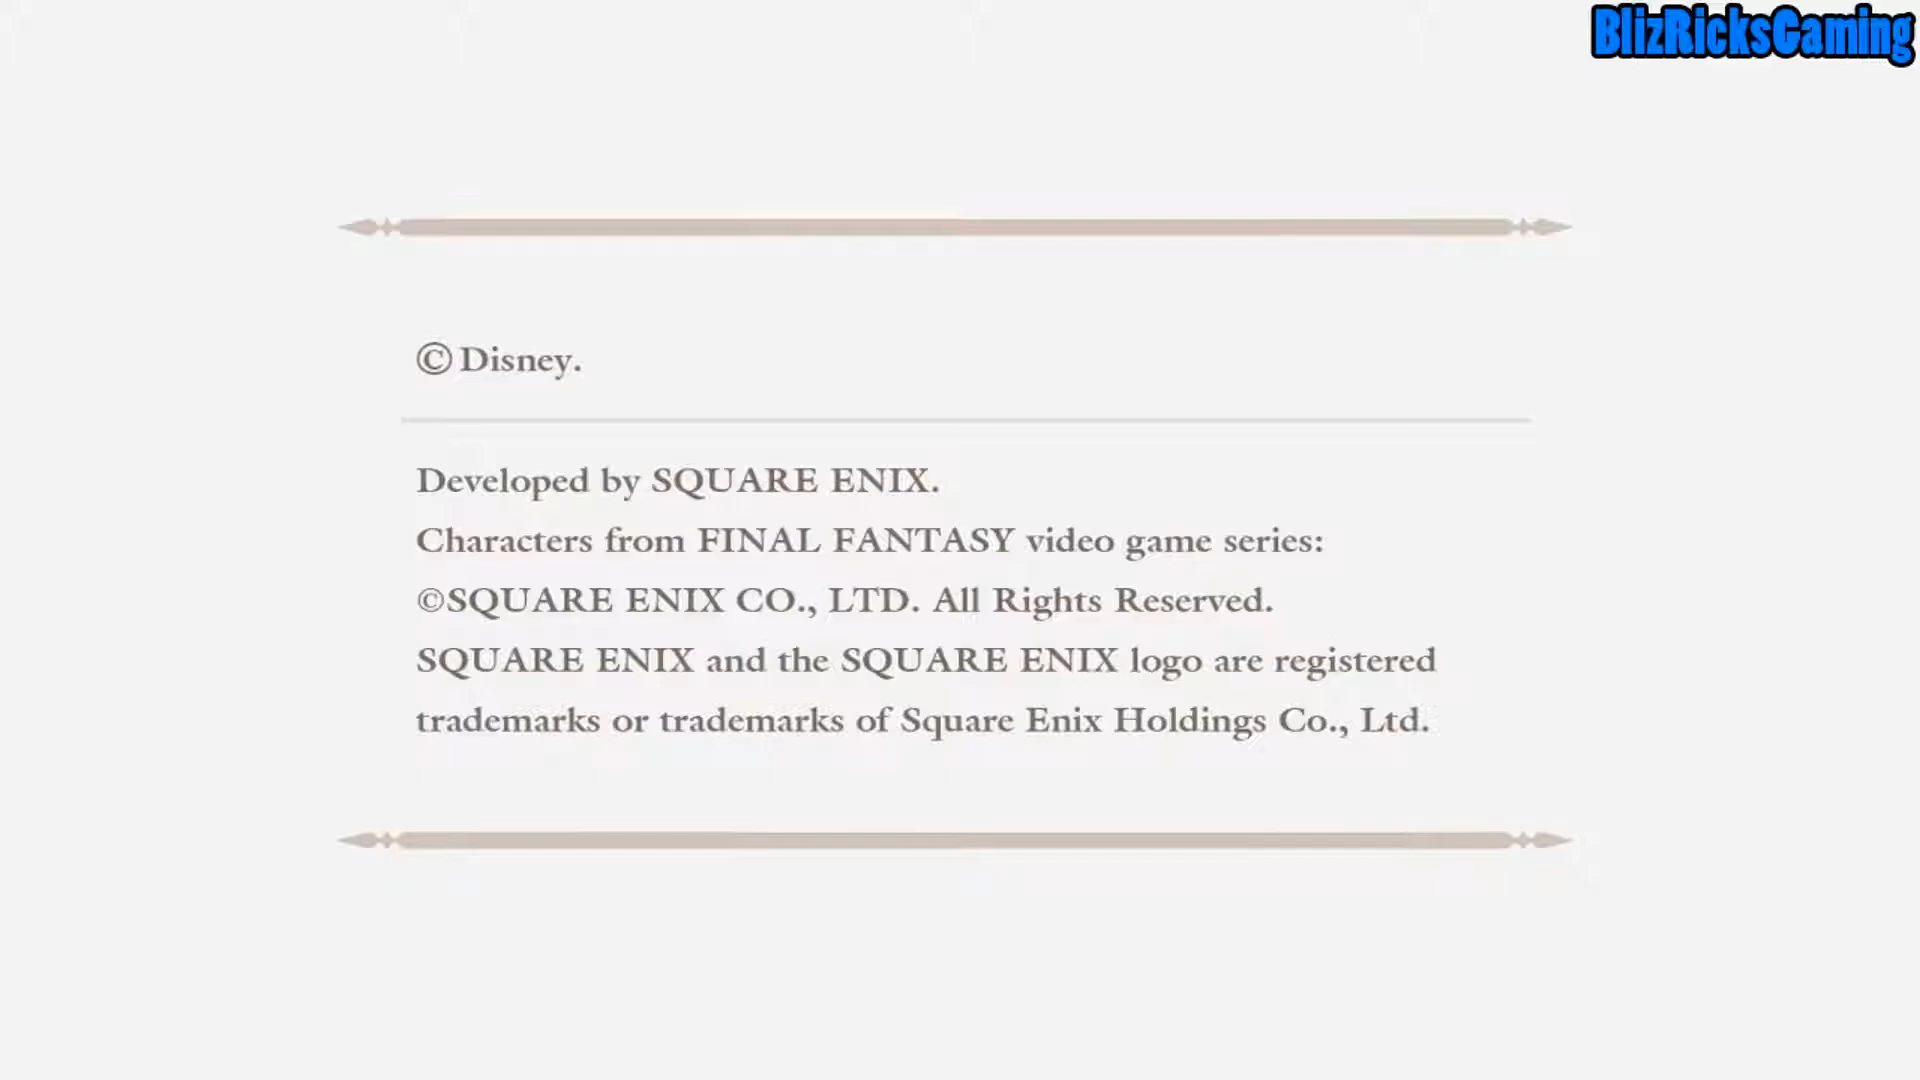 BlizRicksGaming
© Disney.
Developed by SQUARE ENIX.
Characters from FINAL FANTASY video game series:
©SQUARE ENIX CO., LTD. All Rights Reserved.
SQUARE ENIX and the SQUARE ENIX logo are registered
trademarks or trademarks of Square Enix Holdings Co., Ltd.